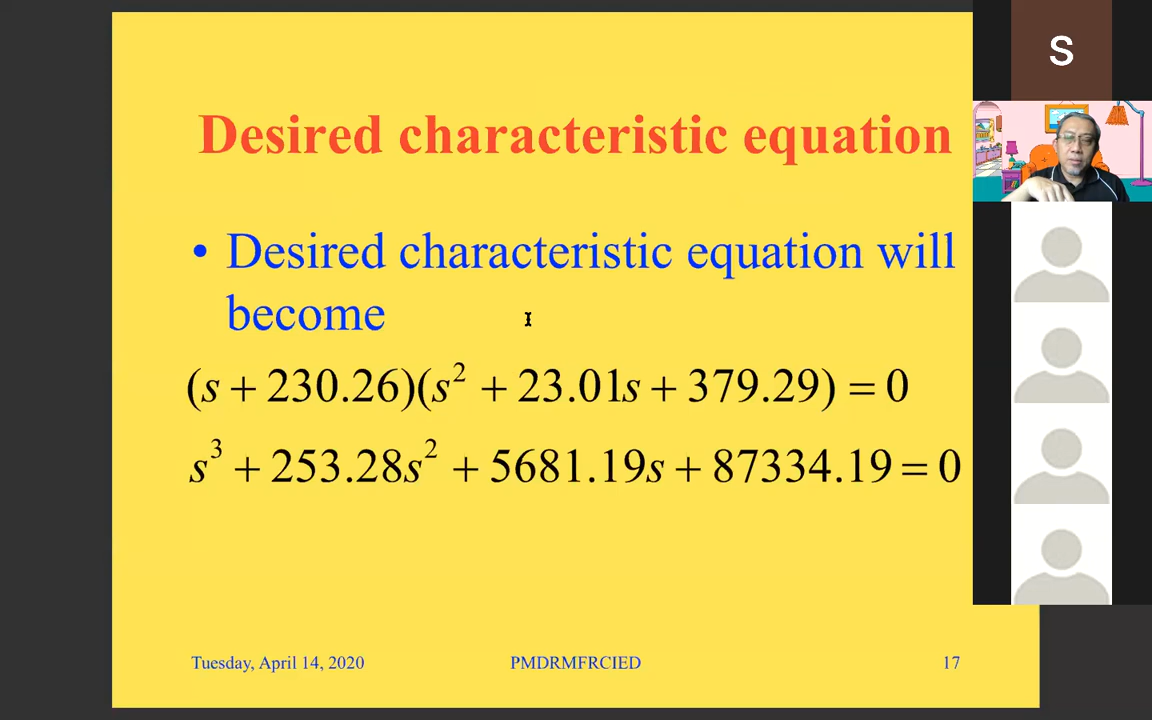 Desired characteristic equation
• Desired characteristic equation will
become
(s + 230.26)(s² + 23.01s + 379.29) = 0
s³ + 253.28s² + 5681.19s + 87334.19 = 0
Tuesday, April 14, 2020 PMDRMFRCIED 17
S